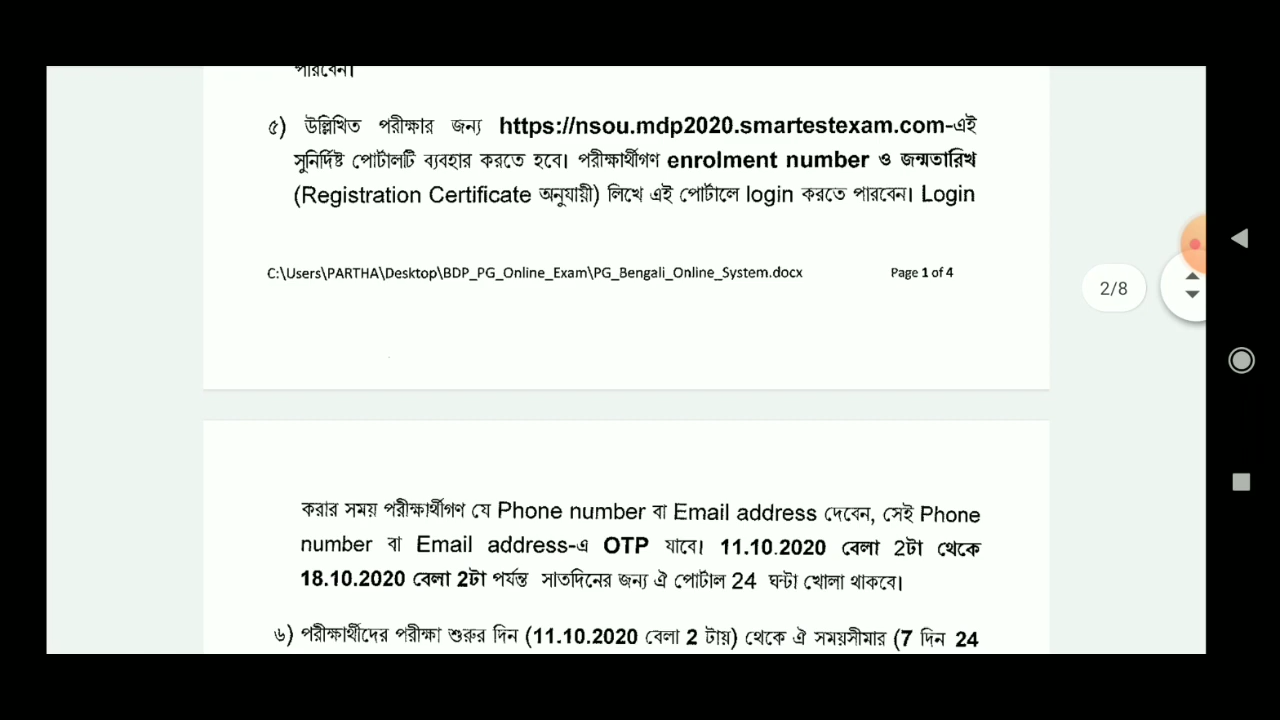 পারবেন।
৫) উল্লিখিত পরীক্ষার জন্য https://nsou.mdp2020.smartestexam.com-এই
সুনির্দিষ্ট পোর্টালটি ব্যবহার করতে হবে। পরীক্ষার্থীগণ enrolment number ও জন্মতারিখ
(Registration Certificate অনুযায়ী) লিখে এই পোর্টালে login করতে পারবেন। Login
C:\Users\PARTHA\Desktop\BDP_PG_Online_Exam\PG_Bengali_Online_System.docx Page 1 of 4
2/8
করার সময় পরীক্ষার্থীগণ যে Phone number বা Email address দেবেন, সেই Phone
number বা Email address-এ OTP যাবে। 11.10.2020 বেলা 2টা থেকে
18.10.2020 বেলা 2টা পর্যন্ত সাতদিনের জন্য ঐ পোর্টাল 24 ঘন্টা খোলা থাকবে।
৬) পরীক্ষার্থীদের পরীক্ষা শুরুর দিন (11.10.2020 বেলা 2 টায়) থেকে ঐ সময়সীমার (7 দিন 24